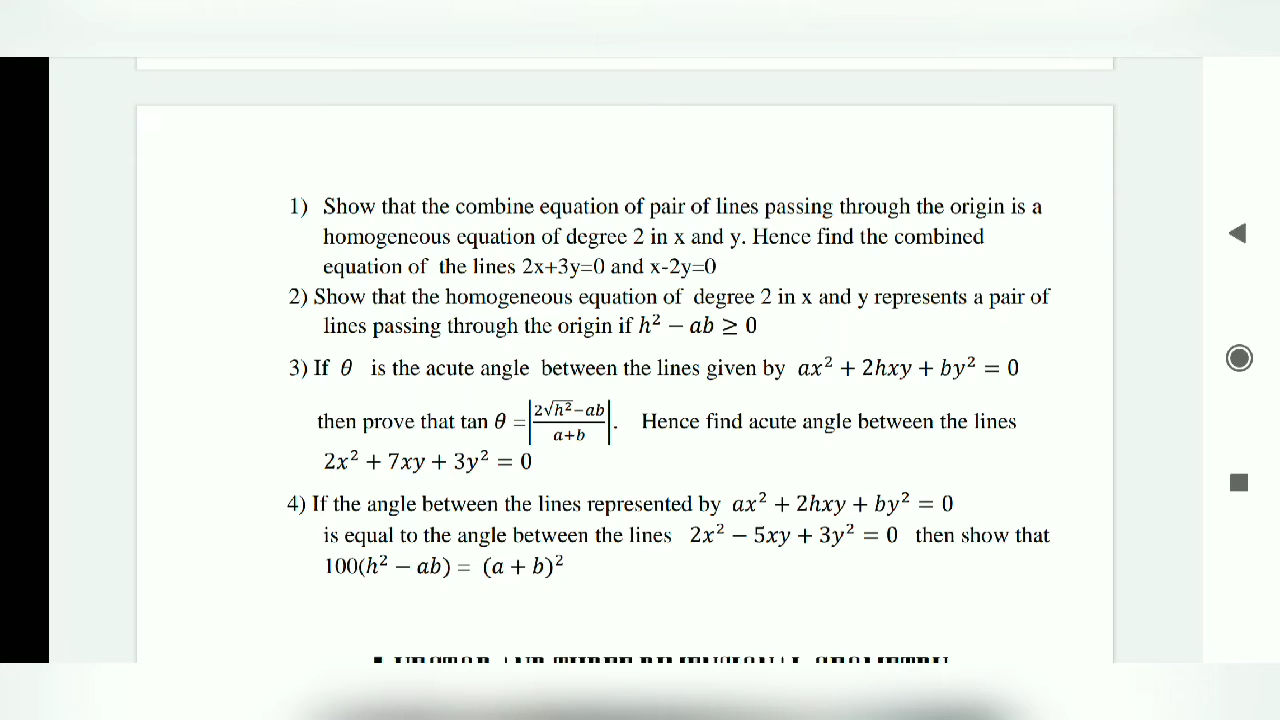 1) Show that the combine equation of pair of lines passing through the origin is a
homogeneous equation of degree 2 in x and y. Hence find the combined
equation of the lines 2x+3y=0 and x-2y=0
2) Show that the homogeneous equation of degree 2 in x and y represents a pair of
lines passing through the origin if h² − ab ≥ 0
3) If θ is the acute angle between the lines given by ax² + 2hxy + by² = 0
then prove that tan θ = |2√h²−ab / a+b|. Hence find acute angle between the lines
2x² + 7xy + 3y² = 0
4) If the angle between the lines represented by ax² + 2hxy + by² = 0
is equal to the angle between the lines 2x² − 5xy + 3y² = 0 then show that
100(h² − ab) = (a + b)²